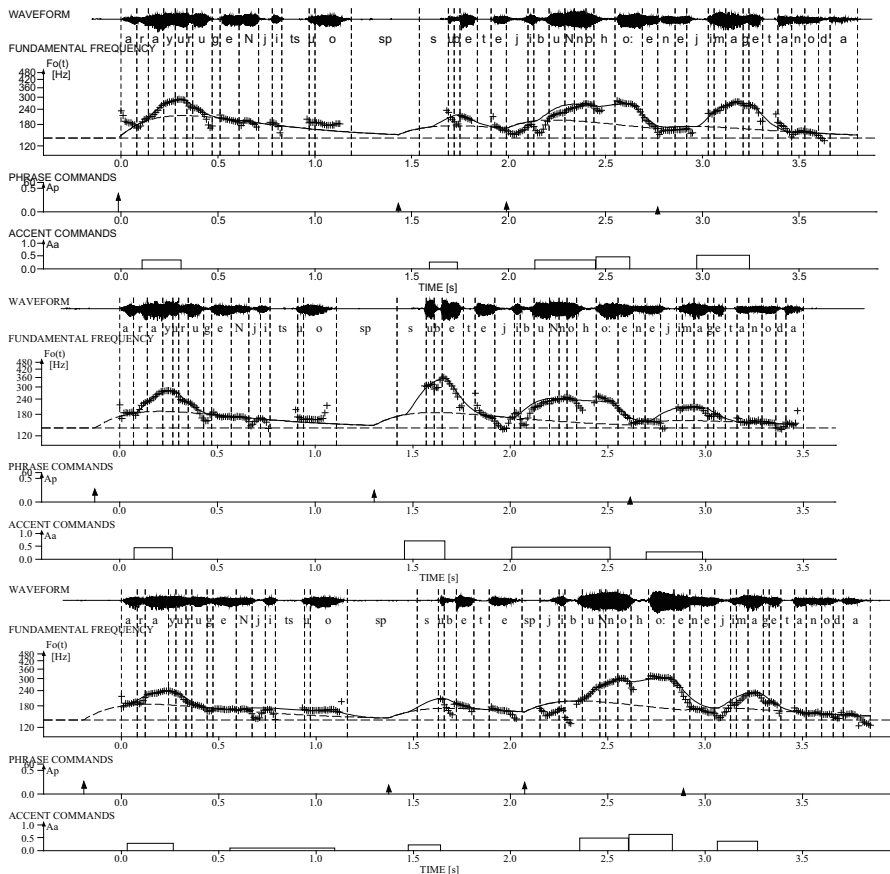 WAVEFORM
a r a y u r u g e N j i ts u o sp s u b e t e j i b u N n o h o: e n e j i m a g e t a n o d a
FUNDAMENTAL FREQUENCY
Fo(t)
[Hz]
480
420
360
300
240
180
120
0.0 0.5 1.0 1.5 2.0 2.5 3.0 3.5
PHRASE COMMANDS
Ap
0.5
0.0
0.0 0.5 1.0 1.5 2.0 2.5 3.0 3.5
ACCENT COMMANDS
Aa
1.0
0.5
0.0
0.0 0.5 1.0 1.5 2.0 2.5 3.0 3.5
TIME [s]
WAVEFORM
a r a y u r u g e N j i ts u o sp s u b e t e j i b u N n o h o: e n e j i m a g e t a n o d a
FUNDAMENTAL FREQUENCY
Fo(t)
[Hz]
480
420
360
300
240
180
120
0.0 0.5 1.0 1.5 2.0 2.5 3.0 3.5
PHRASE COMMANDS
Ap
0.5
0.0
0.0 0.5 1.0 1.5 2.0 2.5 3.0 3.5
ACCENT COMMANDS
Aa
1.0
0.5
0.0
0.0 0.5 1.0 1.5 2.0 2.5 3.0 3.5
TIME [s]
WAVEFORM
a r a y u r u g e N j i ts u o sp s u b e t e sp j i b u N n o h o: e n e j i m a g e t a n o d a
FUNDAMENTAL FREQUENCY
Fo(t)
[Hz]
480
420
360
300
240
180
120
0.0 0.5 1.0 1.5 2.0 2.5 3.0 3.5
PHRASE COMMANDS
Ap
0.5
0.0
0.0 0.5 1.0 1.5 2.0 2.5 3.0 3.5
ACCENT COMMANDS
Aa
1.0
0.5
0.0
0.0 0.5 1.0 1.5 2.0 2.5 3.0 3.5
TIME [s]